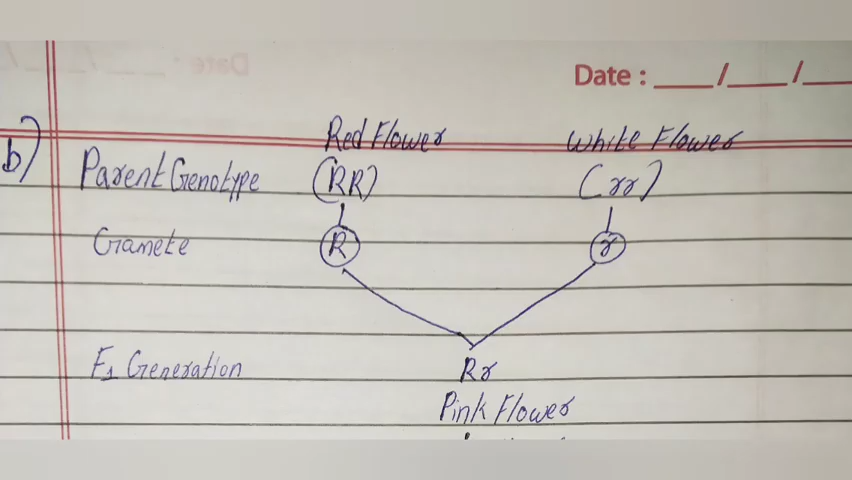 Date : ___/___/___
Red Flower White Flower
b) Parent Genotype (RR) (rr)
Gamete R r
F1 Generation Rr
Pink Flower